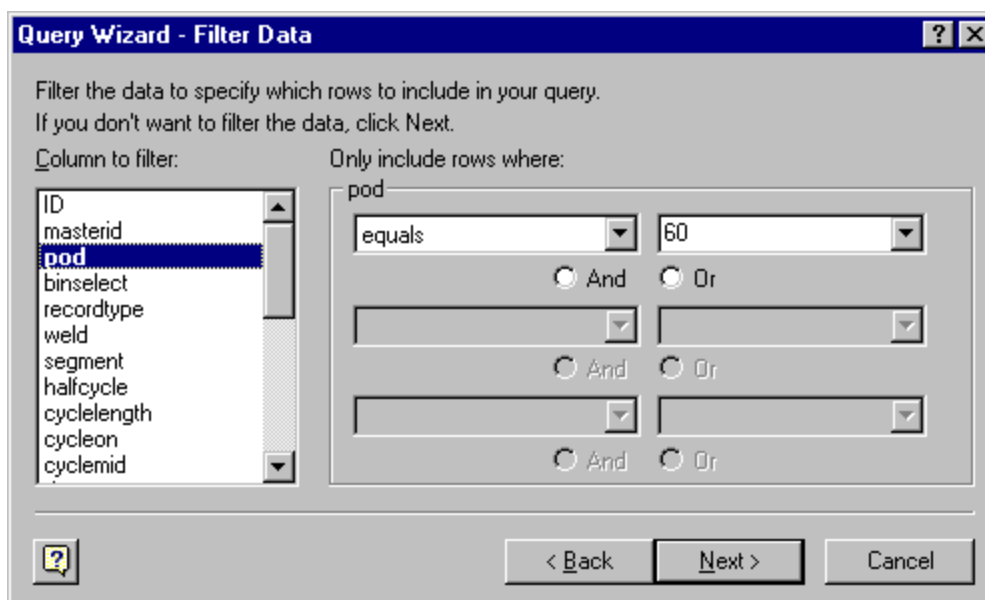 Query Wizard - Filter Data
Filter the data to specify which rows to include in your query.
If you don't want to filter the data, click Next.
Column to filter:
Only include rows where:
ID
masterid
pod
binselect
recordtype
weld
segment
halfcycle
cyclelength
cycleon
cyclemid
pod
equals
60
And Or
And Or
And Or
< Back
Next >
Cancel